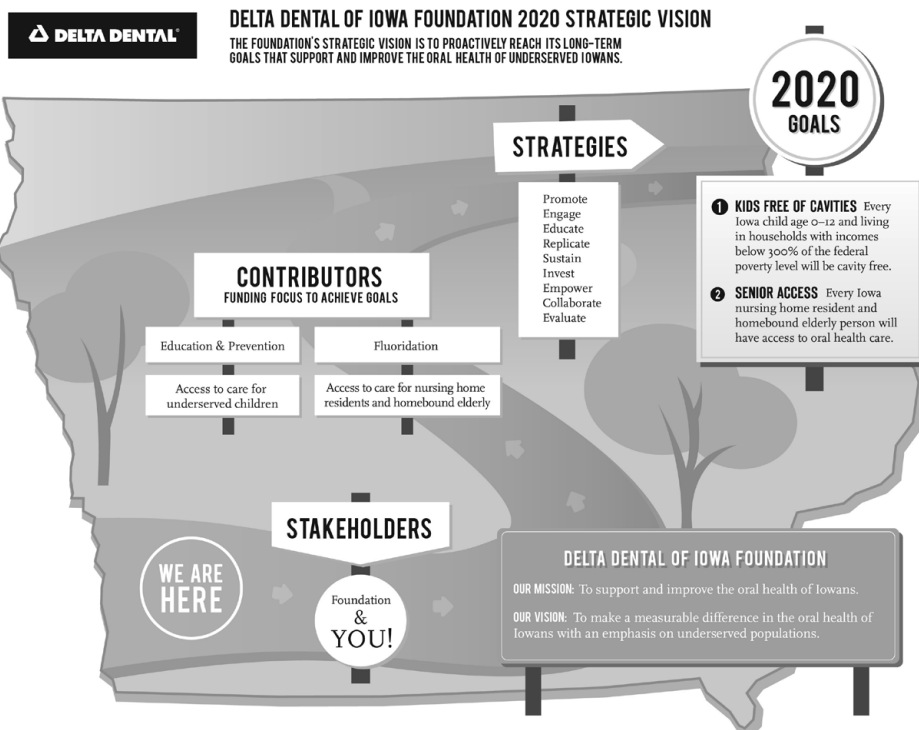 DELTA DENTAL®
DELTA DENTAL OF IOWA FOUNDATION 2020 STRATEGIC VISION
THE FOUNDATION'S STRATEGIC VISION IS TO PROACTIVELY REACH ITS LONG-TERM
GOALS THAT SUPPORT AND IMPROVE THE ORAL HEALTH OF UNDERSERVED IOWANS.
2020
GOALS
1 KIDS FREE OF CAVITIES Every
Iowa child age 0–12 and living
in households with incomes
below 300% of the federal
poverty level will be cavity free.
2 SENIOR ACCESS Every Iowa
nursing home resident and
homebound elderly person will
have access to oral health care.
STRATEGIES
Promote
Engage
Educate
Replicate
Sustain
Invest
Empower
Collaborate
Evaluate
CONTRIBUTORS
FUNDING FOCUS TO ACHIEVE GOALS
Education & Prevention
Fluoridation
Access to care for
underserved children
Access to care for nursing home
residents and homebound elderly
STAKEHOLDERS
WE ARE
HERE
Foundation
&
YOU!
DELTA DENTAL OF IOWA FOUNDATION
OUR MISSION: To support and improve the oral health of Iowans.
OUR VISION: To make a measurable difference in the oral health of
Iowans with an emphasis on underserved populations.